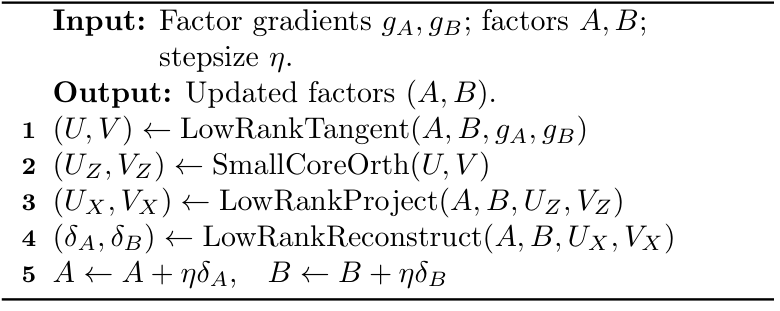 Input: Factor gradients g_A, g_B; factors A, B;
stepsize η.
Output: Updated factors (A, B).
1 (U, V) ← LowRankTangent(A, B, g_A, g_B)
2 (U_Z, V_Z) ← SmallCoreOrth(U, V)
3 (U_X, V_X) ← LowRankProject(A, B, U_Z, V_Z)
4 (δ_A, δ_B) ← LowRankReconstruct(A, B, U_X, V_X)
5 A ← A + ηδ_A, B ← B + ηδ_B